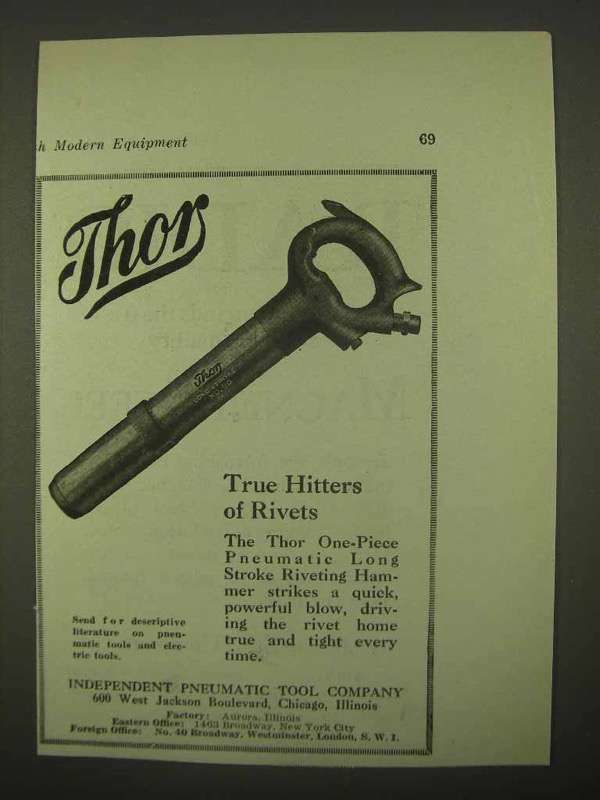 h Modern Equipment 69
Thor
Thor
True Hitters
of Rivets
The Thor One-Piece
Pneumatic Long
Stroke Riveting Ham-
mer strikes a quick,
powerful blow, driv-
ing the rivet home
true and tight every
time.
Send for descriptive
literature on pneu-
matic tools and elec-
tric tools.
INDEPENDENT PNEUMATIC TOOL COMPANY
600 West Jackson Boulevard, Chicago, Illinois
Factory: Aurora, Illinois
Eastern Office: 1463 Broadway, New York City
Foreign Office: No. 40 Broadway, Westminster, London, S. W. 1.